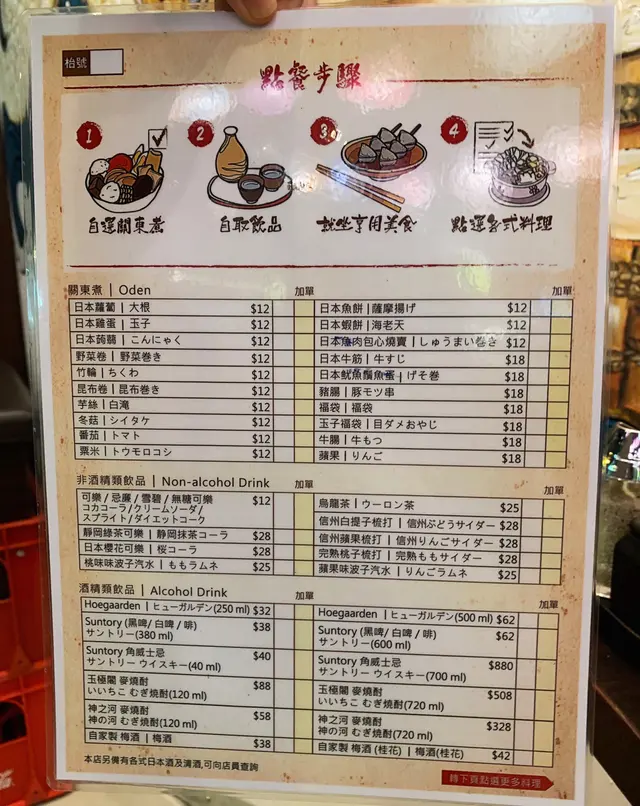 枱號
點餐步驟
1
2
3
4
自選關東煮
自取飲品
就坐享用美食
點選各式料理
關東煮 | Oden 加單 加單
日本蘿蔔 | 大根 $12
日本雞蛋 | 玉子 $12
日本蒟蒻 | こんにゃく $12
野菜卷 | 野菜巻き $12
竹輪 | ちくわ $12
昆布卷 | 昆布巻き $12
芋絲 | 白滝 $12
冬菇 | シイタケ $12
番茄 | トマト $12
粟米 | トウモロコシ $12
日本魚餅 | 薩摩揚げ $12
日本蝦餅 | 海老天 $12
日本魚肉包心燒賣 | しゅうまい巻き $12
日本牛筋 | 牛すじ $18
日本魷魚鬚魚蛋 | げそ巻 $18
豬腸 | 豚モツ串 $18
福袋 | 福袋 $18
玉子福袋 | 目ダメおやじ $18
牛腸 | 牛もつ $18
蘋果 | りんご $18
非酒精類飲品 | Non-alcohol Drink 加單 加單
可樂 / 忌廉 / 雪碧 / 無糖可樂 $12
コカコーラ/クリームソーダ/
スプライト/ダイエットコーク
靜岡綠茶可樂 | 静岡抹茶コーラ $28
日本櫻花可樂 | 桜コーラ $28
桃味味波子汽水 | ももラムネ $25
烏龍茶 | ウーロン茶 $25
信州白提子梳打 | 信州ぶどうサイダー $28
信州蘋果梳打 | 信州りんごサイダー $28
完熟桃子梳打 | 完熟ももサイダー $28
蘋果味波子汽水 | りんごラムネ $25
酒精類飲品 | Alcohol Drink 加單 加單
Hoegaarden | ヒューガルデン(250 ml) $32
Suntory (黑啤/ 白啤 / 啡) $38
サントリー(380 ml)
Suntory 角威士忌 $40
サントリー ウイスキー(40 ml)
玉極閣 麥燒酎 $88
いいちこ むぎ焼酎(120 ml)
神之河 麥燒酎 $58
神の河 むぎ焼酎(120 ml)
自家製 梅酒 | 梅酒 $38
Hoegaarden | ヒューガルデン(500 ml) $62
Suntory (黑啤/ 白啤 / 啡) $62
サントリー(600 ml)
Suntory 角威士忌 $880
サントリー ウイスキー(700 ml)
玉極閣 麥燒酎 $508
いいちこ むぎ焼酎(720 ml)
神之河 麥燒酎 $328
神の河 むぎ焼酎(720 ml)
自家製 梅酒 (桂花) | 梅酒(桂花) $42
本店另備有各式日本酒及清酒,可向店員查詢
轉下頁點選更多料理